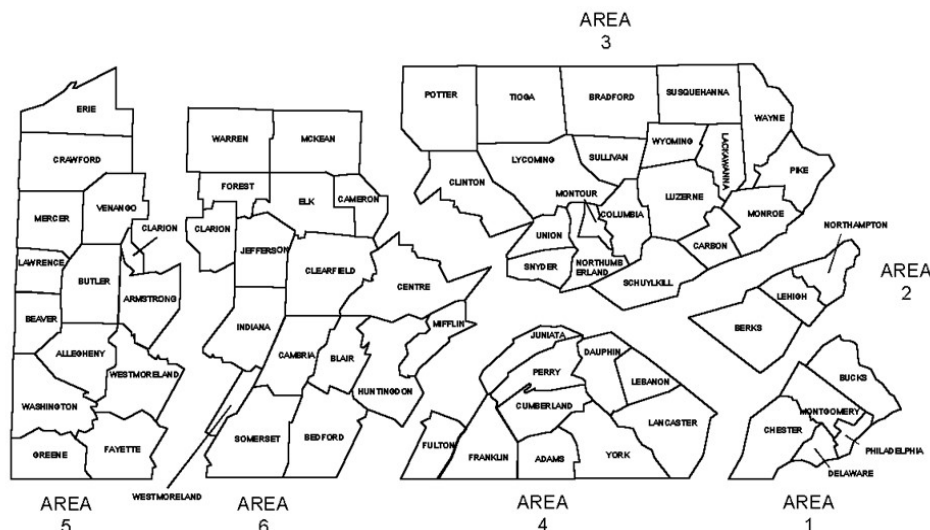 AREA
3
POTTER
TIOGA
BRADFORD
SUSQUEHANNA
WAYNE
ERIE
WARREN
MCKEAN
WYOMING
LACKAWANNA
CRAWFORD
LYCOMING
SULLIVAN
PIKE
CLINTON
FOREST
ELK
CAMERON
MONTOUR
LUZERNE
MERCER
VENANGO
COLUMBIA
MONROE
CLARION
CLARION
JEFFERSON
UNION
CARBON
NORTHAMPTON
LAWRENCE
SNYDER
NORTHUMB
ERLAND
CLEARFIELD
SCHUYLKILL
AREA
2
BUTLER
ARMSTRONG
CENTRE
LEHIGH
BEAVER
INDIANA
MIFFLIN
BERKS
ALLEGHENY
CAMBRIA
BLAIR
JUNIATA
DAUPHIN
WESTMORELAND
PERRY
LEBANON
HUNTINGDON
BUCKS
WASHINGTON
CUMBERLAND
MONTGOMERY
LANCASTER
CHESTER
SOMERSET
BEDFORD
FULTON
PHILADELPHIA
GREENE
FAYETTE
FRANKLIN
ADAMS
YORK
DELAWARE
WESTMORELAND
AREA
5
AREA
6
AREA
4
AREA
1